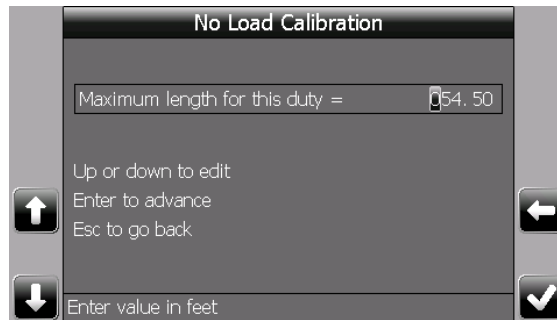 No Load Calibration
Maximum length for this duty = 054.50
Up or down to edit
Enter to advance
Esc to go back
Enter value in feet